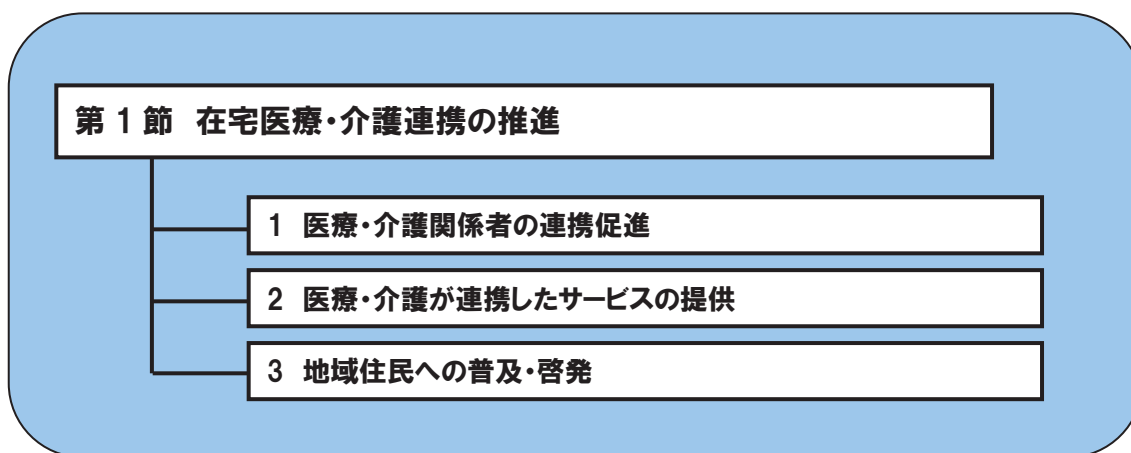 第 1 節 在宅医療・介護連携の推進
1 医療・介護関係者の連携促進
2 医療・介護が連携したサービスの提供
3 地域住民への普及・啓発